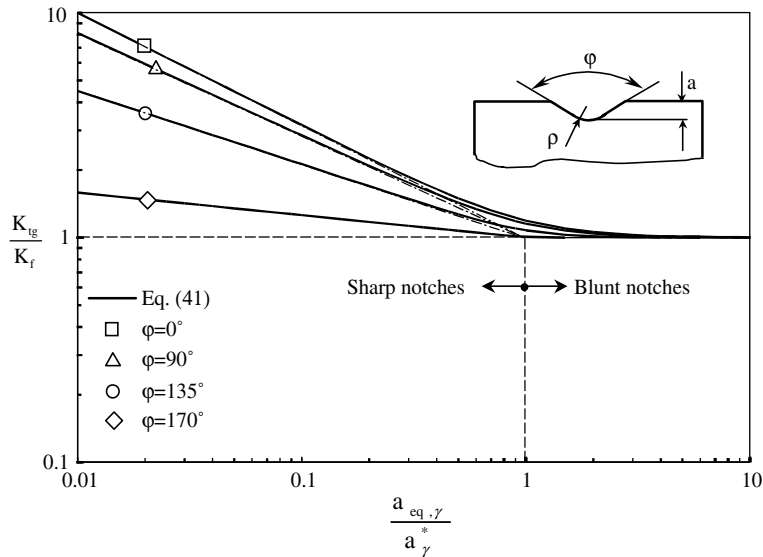 10
K_tg
K_f
1
0.1
0.01
0.1
1
10
a_eq,γ
a*_γ
φ
a
ρ
Sharp notches
Blunt notches
Eq. (41)
φ=0°
φ=90°
φ=135°
φ=170°